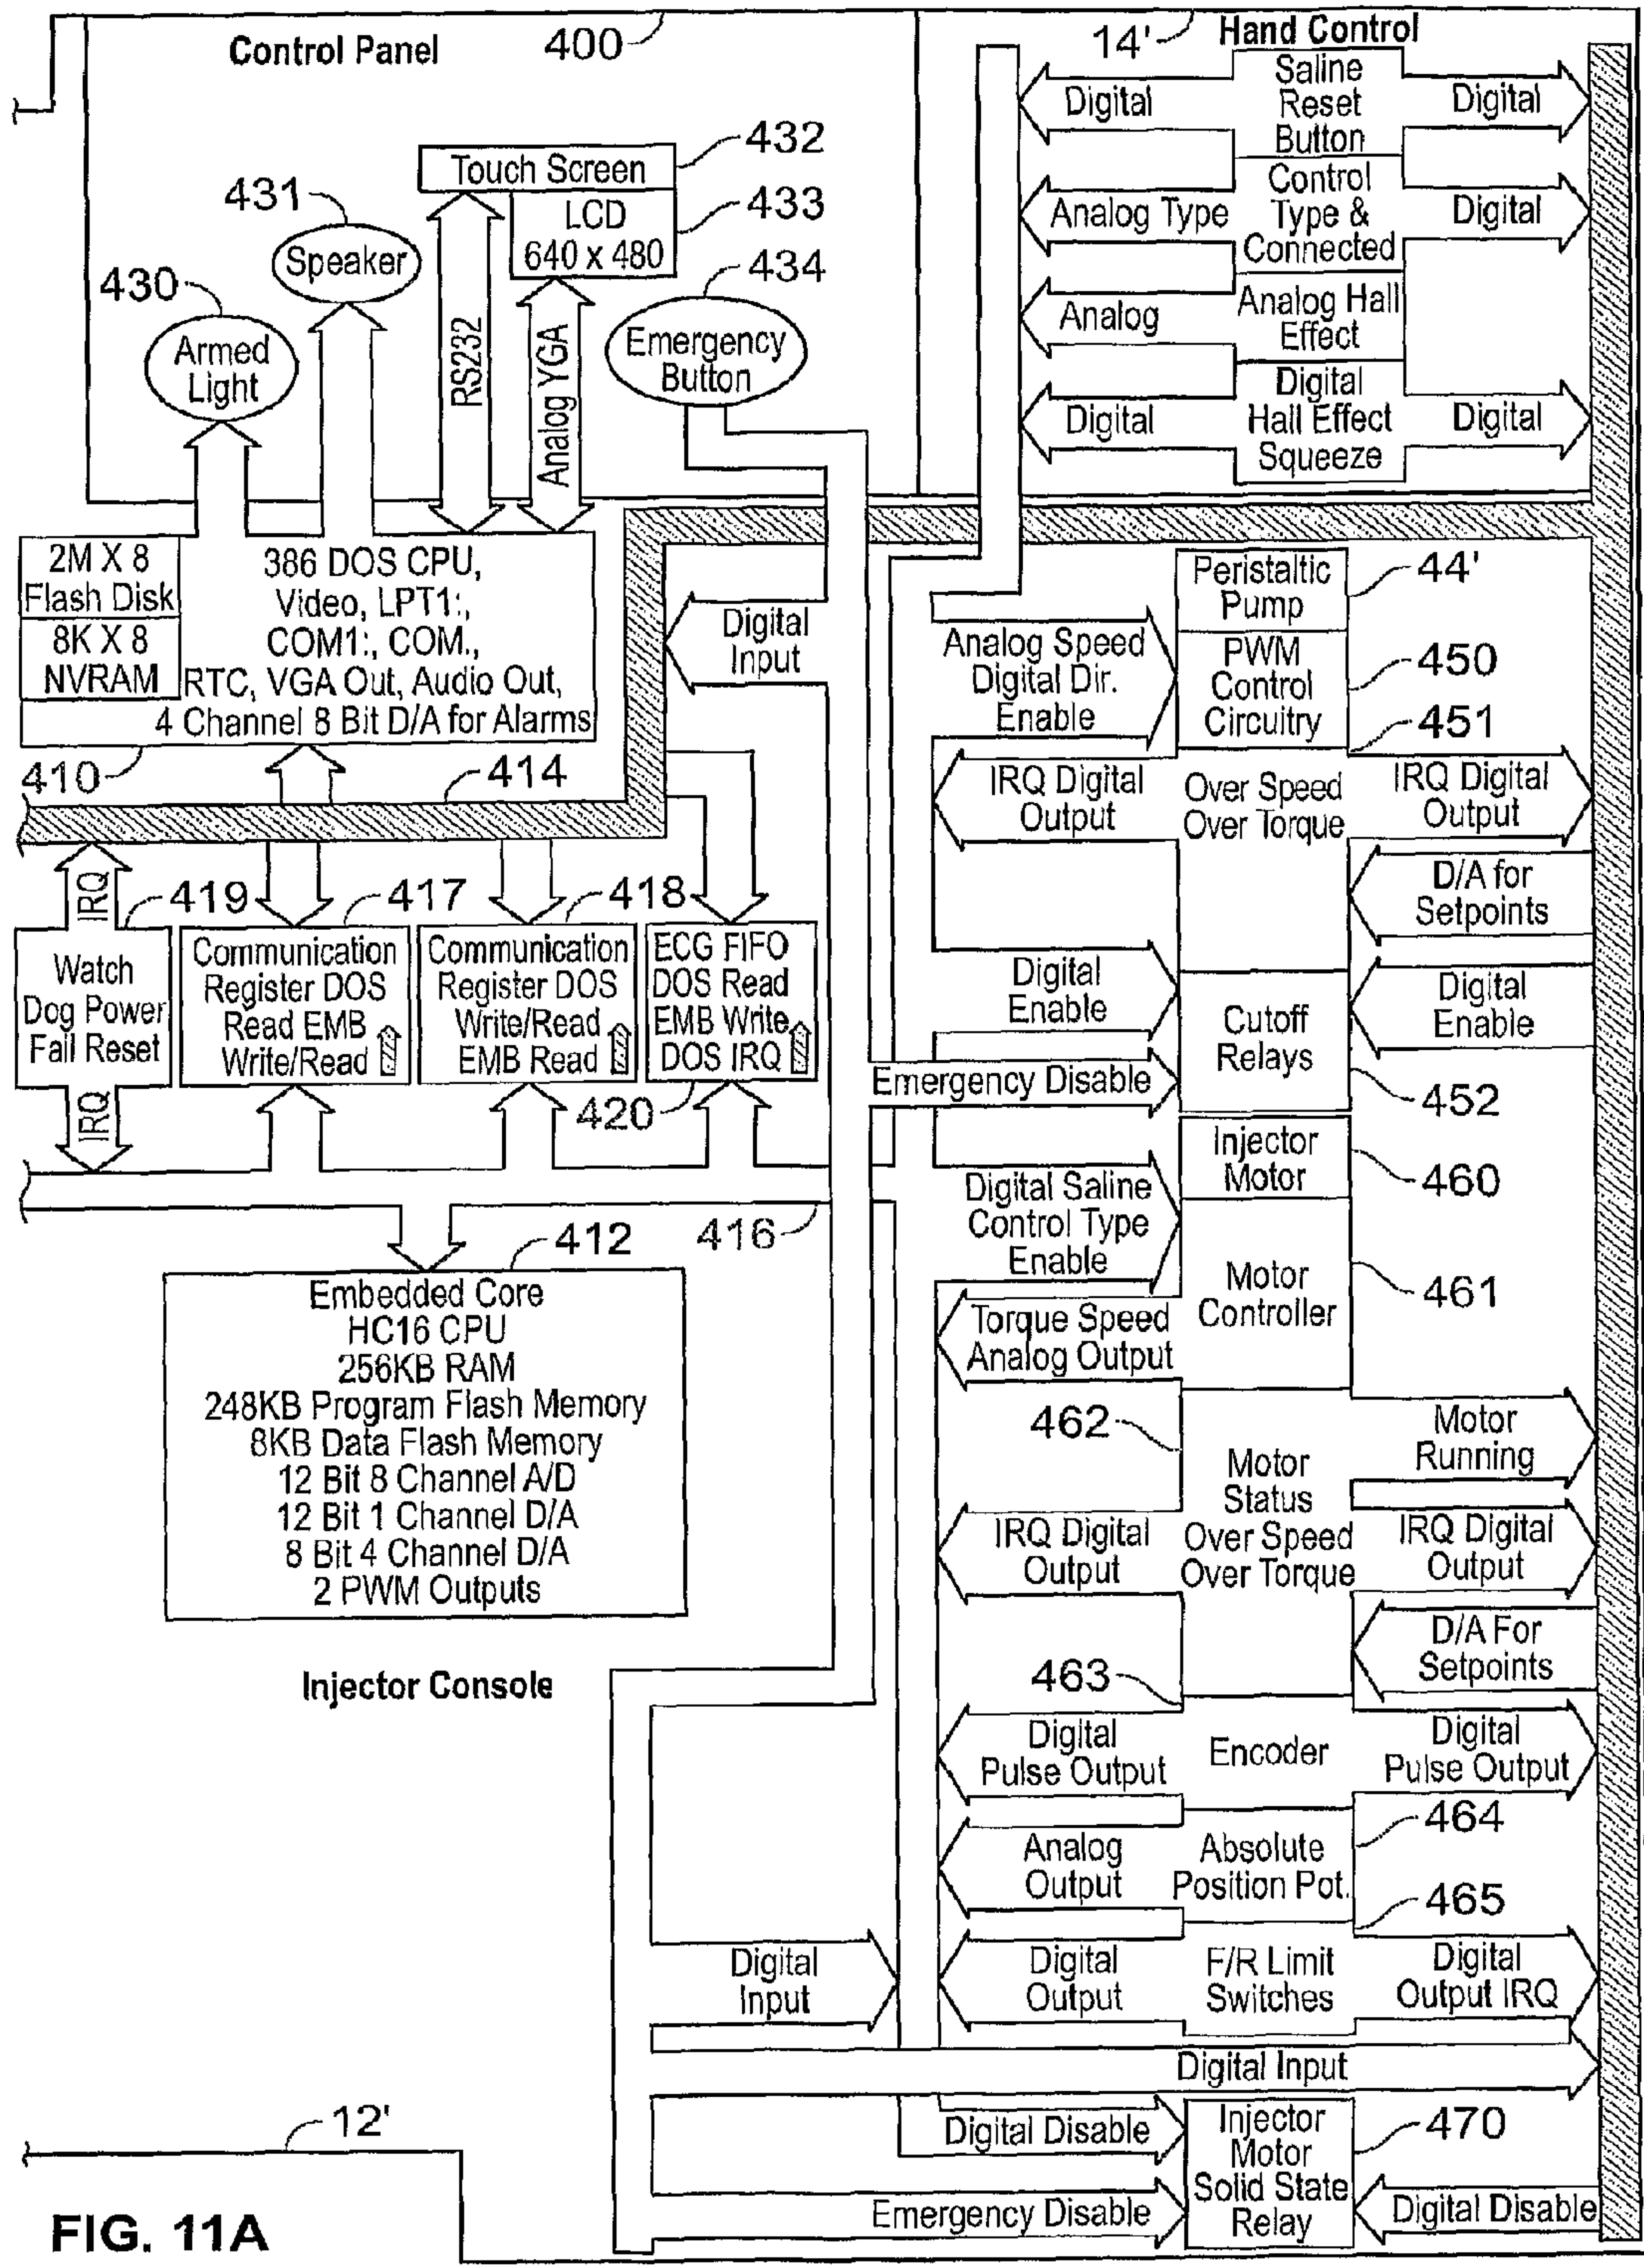 Control Panel
400
14'
Hand Control
Saline
Reset
Button
Digital
Digital
Control
Type &
Connected
Analog Type
Digital
Analog Hall
Effect
Analog
Digital
Hall Effect
Squeeze
Digital
Digital
Touch Screen
432
LCD
640 x 480
433
431
Speaker
430
Armed
Light
RS232
Analog YGA
434
Emergency
Button
2M X 8
Flash Disk
8K X 8
NVRAM
386 DOS CPU,
Video, LPT1:,
COM1:, COM.,
RTC, VGA Out, Audio Out,
4 Channel 8 Bit D/A for Alarms
410
414
Digital
Input
IRQ
419
417
418
Watch
Dog Power
Fail Reset
Communication
Register DOS
Read EMB
Write/Read
Communication
Register DOS
Write/Read
EMB Read
ECG FIFO
DOS Read
EMB Write
DOS IRQ
420
IRQ
416
412
Embedded Core
HC16 CPU
256KB RAM
248KB Program Flash Memory
8KB Data Flash Memory
12 Bit 8 Channel A/D
12 Bit 1 Channel D/A
8 Bit 4 Channel D/A
2 PWM Outputs
Injector Console
Peristaltic
Pump
44'
Analog Speed
Digital Dir.
Enable
PWM
Control
Circuitry
450
451
IRQ Digital
Output
Over Speed
Over Torque
IRQ Digital
Output
D/A for
Setpoints
Digital
Enable
Cutoff
Relays
Digital
Enable
Emergency Disable
452
Injector
Motor
460
Digital Saline
Control Type
Enable
Motor
Controller
461
Torque Speed
Analog Output
462
Motor
Status
Over Speed
Over Torque
Motor
Running
IRQ Digital
Output
IRQ Digital
Output
D/A For
Setpoints
463
Digital
Pulse Output
Encoder
Digital
Pulse Output
464
Analog
Output
Absolute
Position Pot.
465
Digital
Input
Digital
Output
F/R Limit
Switches
Digital
Output IRQ
Digital Input
Digital Disable
Injector
Motor
Solid State
Relay
470
Emergency Disable
Digital Disable
12'
FIG. 11A